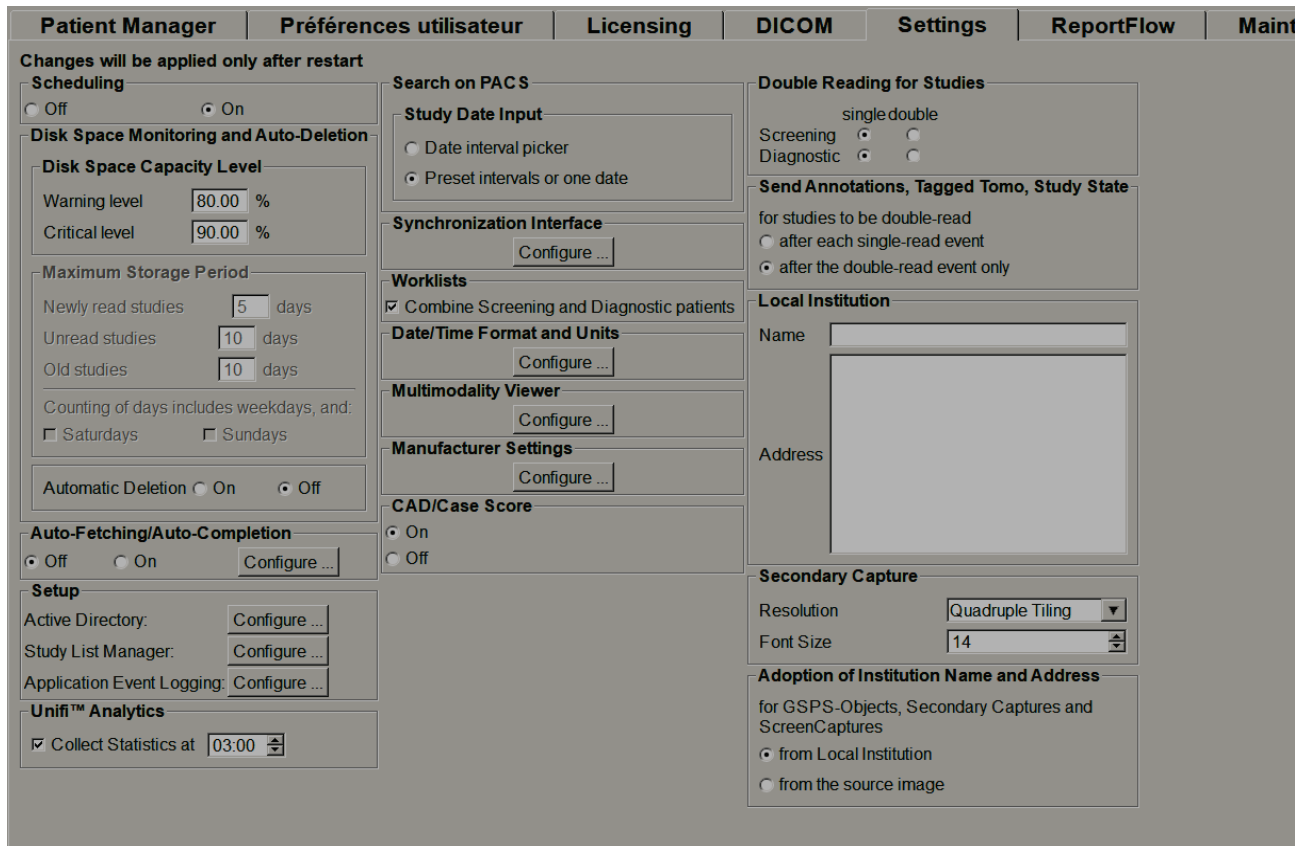 Patient Manager Préférences utilisateur Licensing DICOM Settings ReportFlow Maint
Changes will be applied only after restart
Scheduling
Off On
Disk Space Monitoring and Auto-Deletion
Disk Space Capacity Level
Warning level 80.00 %
Critical level 90.00 %
Maximum Storage Period
Newly read studies 5 days
Unread studies 10 days
Old studies 10 days
Counting of days includes weekdays, and:
Saturdays Sundays
Automatic Deletion On Off
Auto-Fetching/Auto-Completion
Off On Configure ...
Setup
Active Directory: Configure ...
Study List Manager: Configure ...
Application Event Logging: Configure ...
Unifi™ Analytics
Collect Statistics at 03:00
Search on PACS
Study Date Input
Date interval picker
Preset intervals or one date
Synchronization Interface
Configure ...
Worklists
Combine Screening and Diagnostic patients
Date/Time Format and Units
Configure ...
Multimodality Viewer
Configure ...
Manufacturer Settings
Configure ...
CAD/Case Score
On
Off
Double Reading for Studies
single double
Screening
Diagnostic
Send Annotations, Tagged Tomo, Study State
for studies to be double-read
after each single-read event
after the double-read event only
Local Institution
Name
Address
Secondary Capture
Resolution Quadruple Tiling
Font Size 14
Adoption of Institution Name and Address
for GSPS-Objects, Secondary Captures and
ScreenCaptures
from Local Institution
from the source image